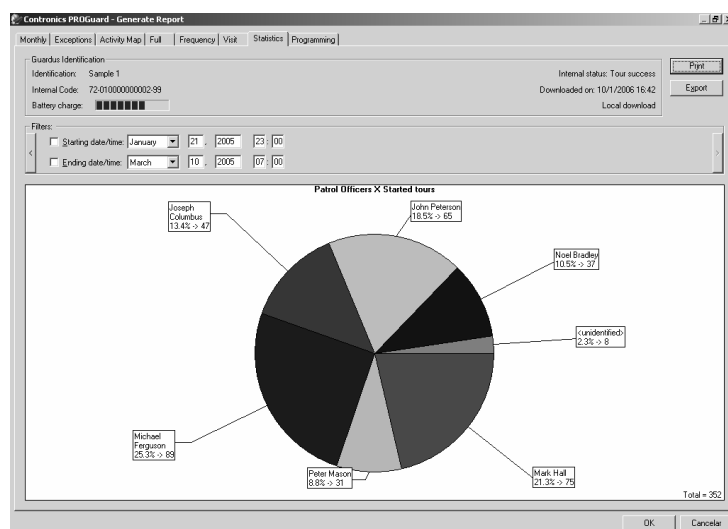 Contronics PROGuard - Generate Report
Monthly Exceptions Activity Map Full Frequency Visit Statistics Programming
Guardus Identification
Identification: Sample 1
Internal status: Tour success
Print
Internal Code: 72-010000000002-99
Downloaded on: 10/1/2006 16:42
Export
Battery charge:
Local download
Filters:
<
Starting date/time: January 21 , 2005 23 : 00
>
Ending date/time: March 10 , 2005 07 : 00
Patrol Officers X Started tours
Joseph
Columbus
13.4% -> 47
John Peterson
18.5% -> 65
Noel Bradley
10.5% -> 37
<unidentified>
2.3% -> 8
Michael
Ferguson
25.3% -> 89
Peter Mason
8.8% -> 31
Mark Hall
21.3% -> 75
Total = 352
OK Cancelar